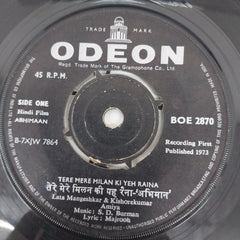 TRADE MARK
ODEON
Regd. Trade Mark of The Gramophone Co., Ltd.
45 R.P.M.
SIDE ONE
Hindi Film
ABHIMAAN
B-7XJW 7864
BOE 2870
Recording First
Published 1973
TERE MERE MILAN KI YEH RAINA
तेरे मेरे मिलन की यह रैना-'अभिमान'
Lata Mangeshkar & Kishorekumar
Amiya
Music: S. D. Burman
Lyric: Majrooh